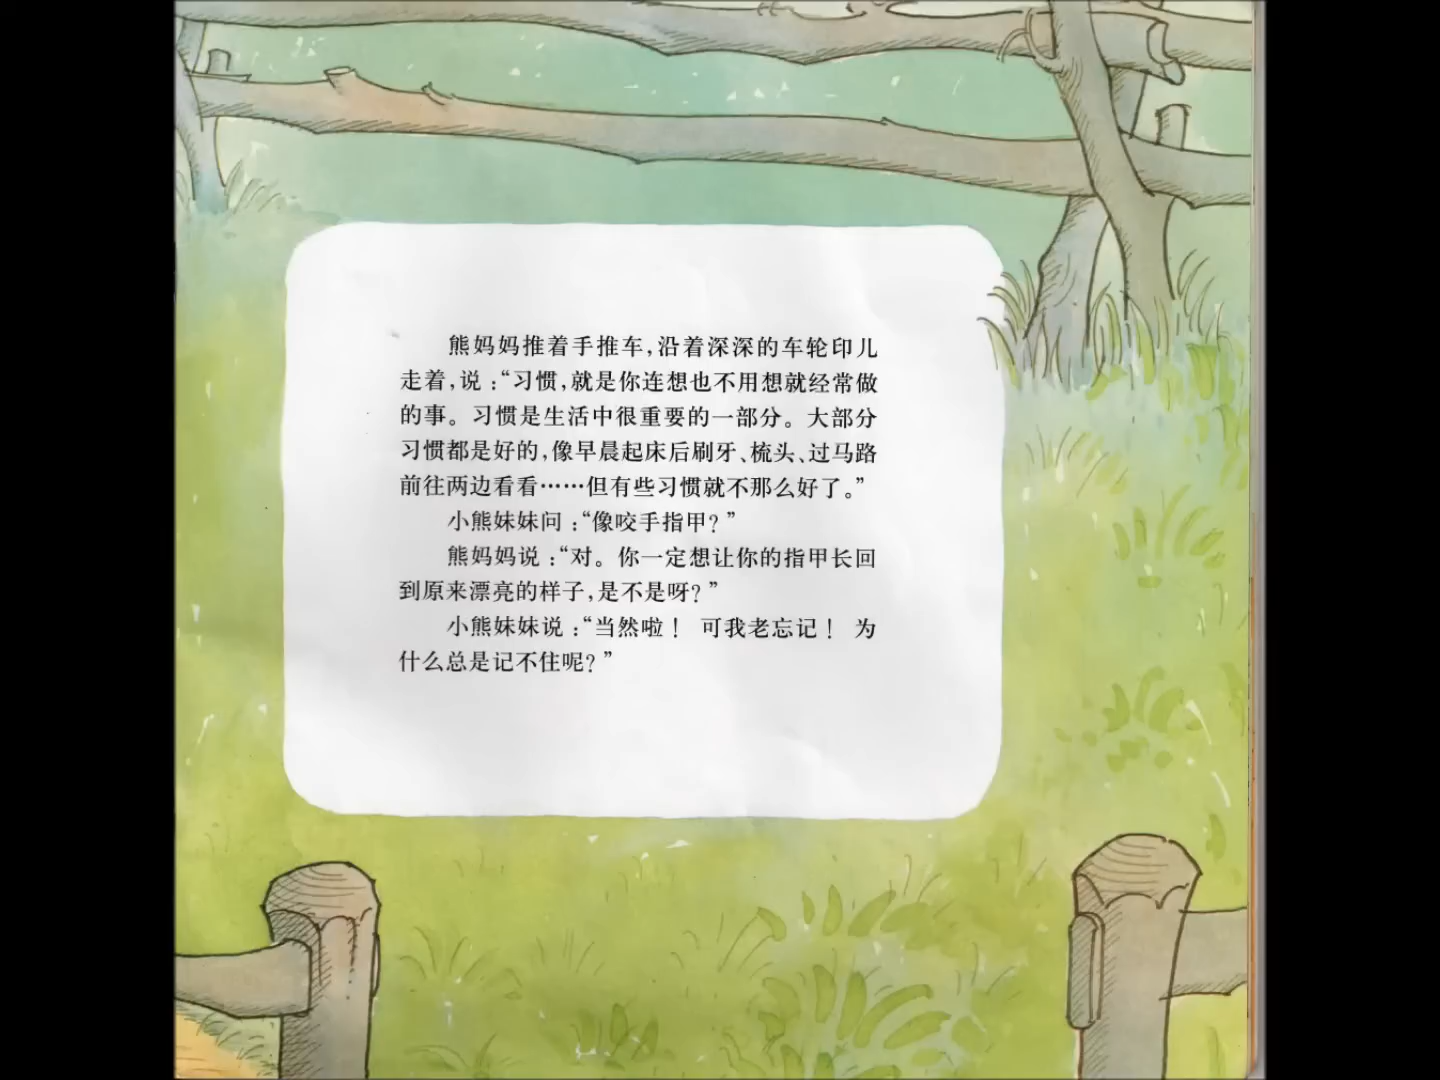 熊妈妈推着手推车，沿着深深的车轮印儿
走着，说：“习惯，就是你连想也不用想就经常做
的事。习惯是生活中很重要的一部分。大部分
习惯都是好的，像早晨起床后刷牙、梳头、过马路
前往两边看看……但有些习惯就不那么好了。”
小熊妹妹问：“像咬手指甲？”
熊妈妈说：“对。你一定想让你的指甲长回
到原来漂亮的样子，是不是呀？”
小熊妹妹说：“当然啦！ 可我老忘记！ 为
什么总是记不住呢？”